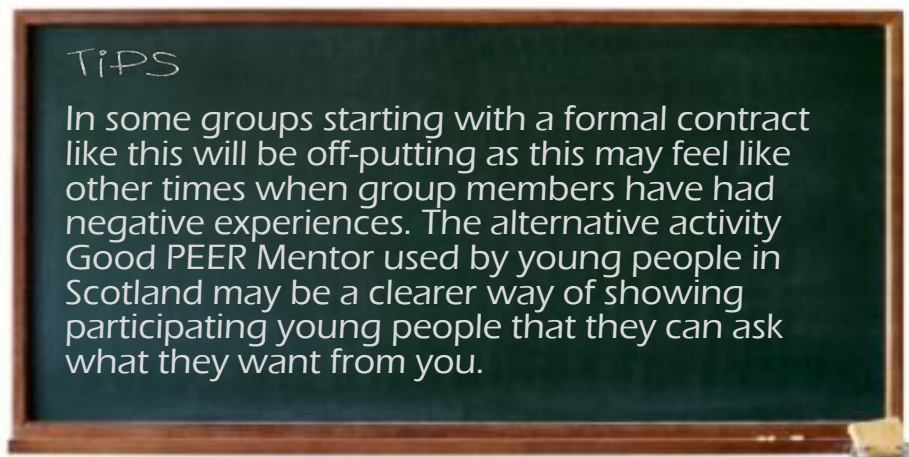 TiPS
In some groups starting with a formal contract
like this will be off-putting as this may feel like
other times when group members have had
negative experiences. The alternative activity
Good PEER Mentor used by young people in
Scotland may be a clearer way of showing
participating young people that they can ask
what they want from you.